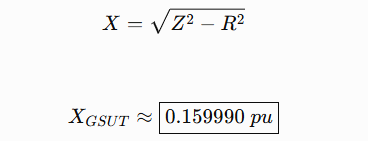 X = √Z² − R²
X_GSUT ≈ 0.159990 pu